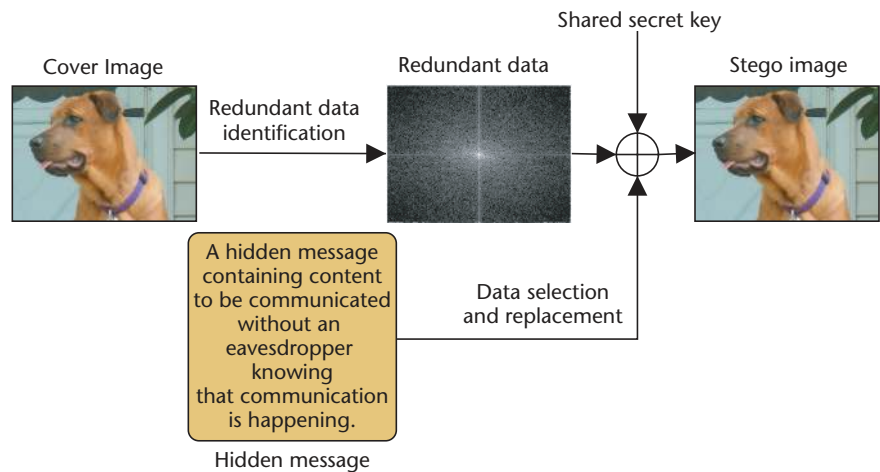 Shared secret key
Cover Image
Redundant data
Stego image
Redundant data
identification
A hidden message
containing content
to be communicated
without an
eavesdropper
knowing
that communication
is happening.
Data selection
and replacement
Hidden message